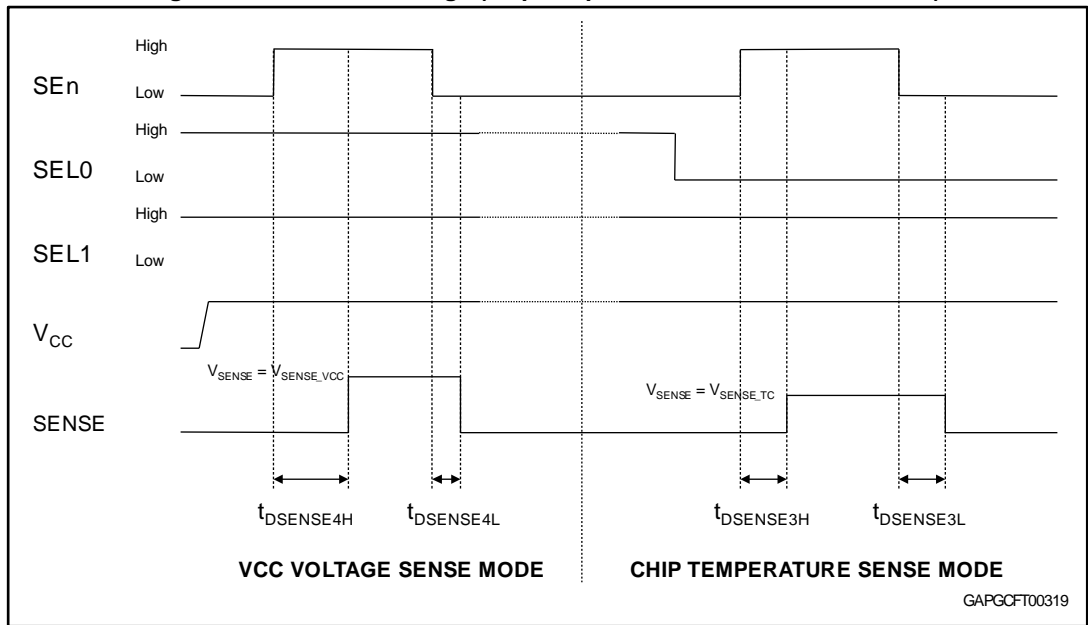 High
SEn
Low
High
SEL0
Low
High
SEL1
Low
VCC
VSENSE = VSENSE_VCC
VSENSE = VSENSE_TC
SENSE
tDSENSE4H tDSENSE4L tDSENSE3H tDSENSE3L
VCC VOLTAGE SENSE MODE CHIP TEMPERATURE SENSE MODE
GAPGCFT00319